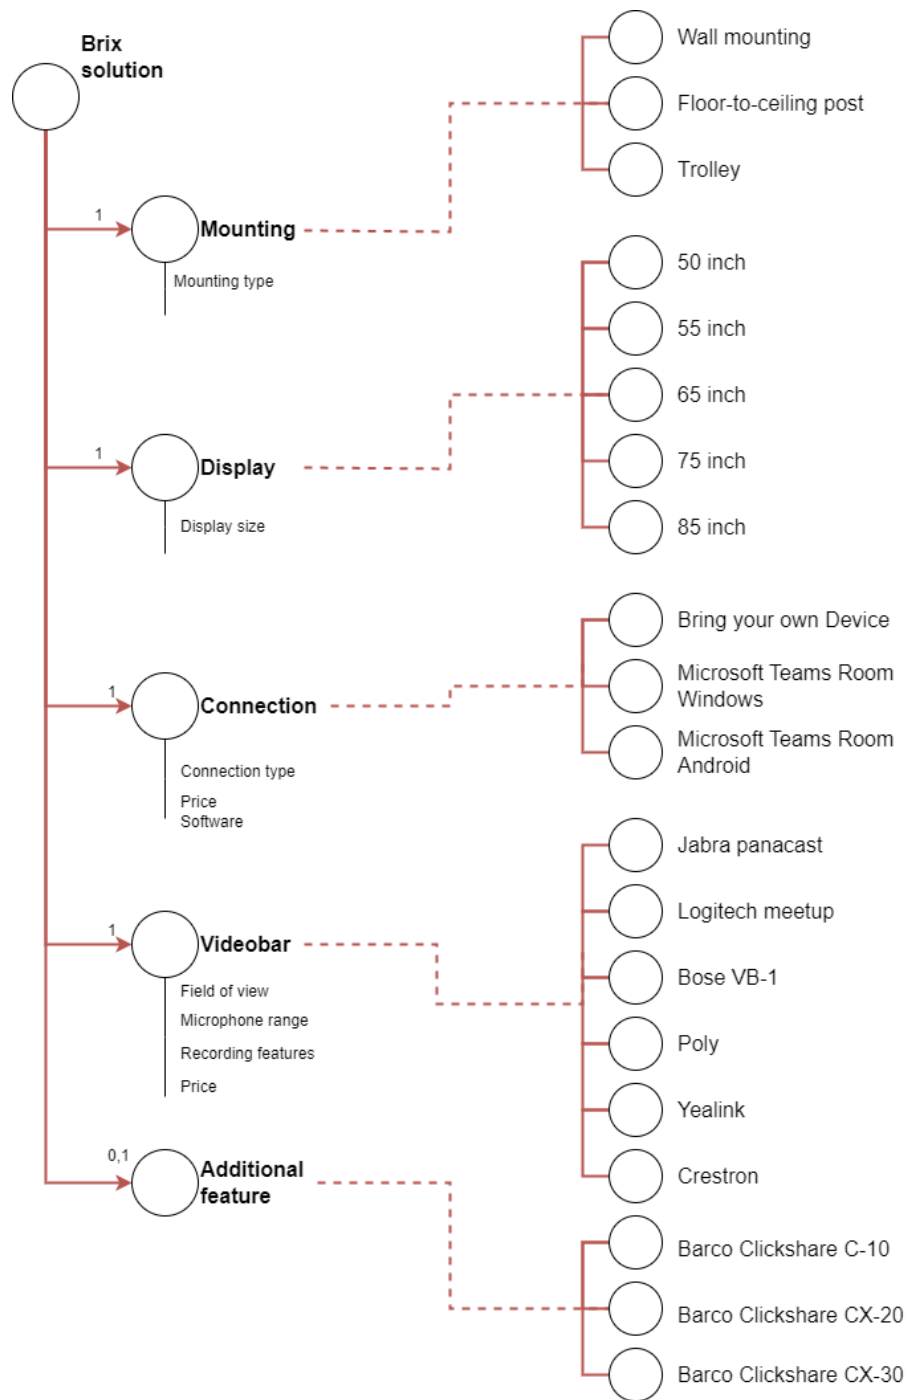 Brix
solution
1
Mounting
Mounting type
Wall mounting
Floor-to-ceiling post
Trolley
1
Display
Display size
50 inch
55 inch
65 inch
75 inch
85 inch
1
Connection
Connection type
Price
Software
Bring your own Device
Microsoft Teams Room
Windows
Microsoft Teams Room
Android
1
Videobar
Field of view
Microphone range
Recording features
Price
Jabra panacast
Logitech meetup
Bose VB-1
Poly
Yealink
Crestron
0,1
Additional
feature
Barco Clickshare C-10
Barco Clickshare CX-20
Barco Clickshare CX-30